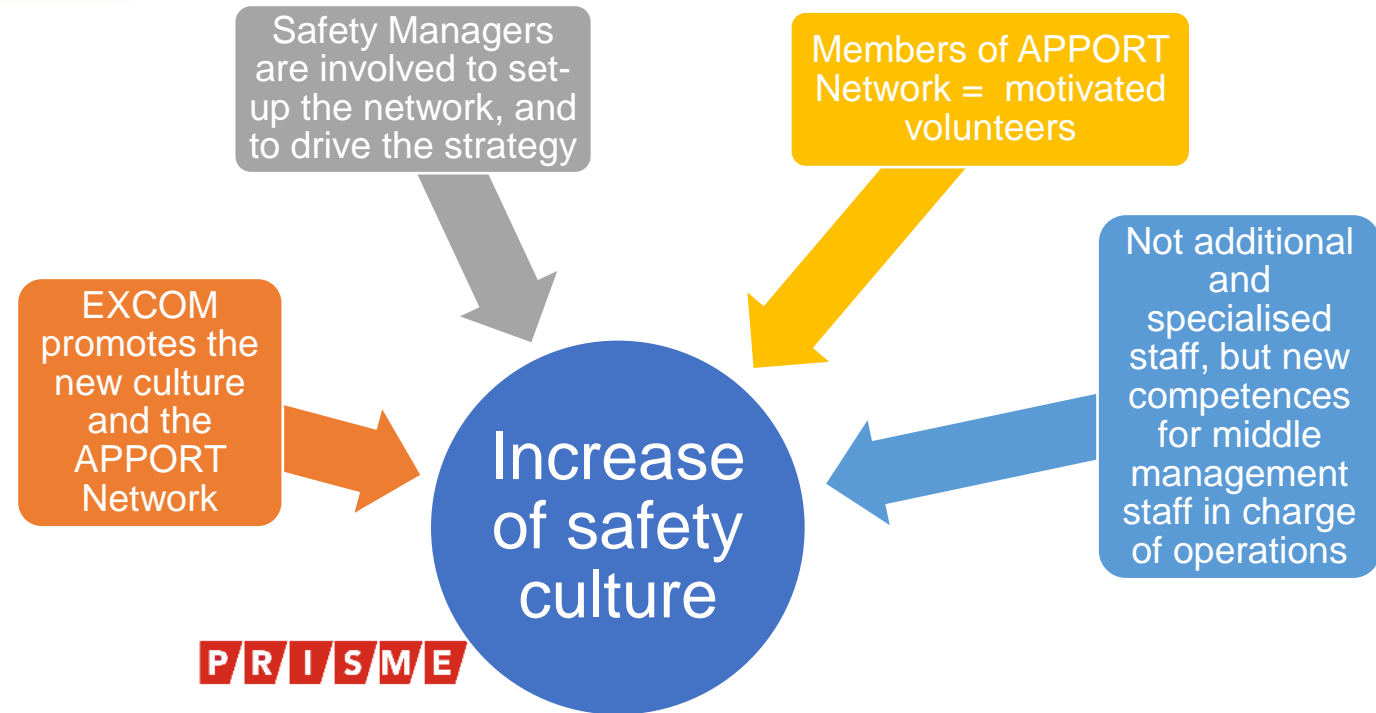 Safety Managers
are involved to set-
up the network, and
to drive the strategy
Members of APPORT
Network = motivated
volunteers
EXCOM
promotes the
new culture
and the
APPORT
Network
Not additional
and
specialised
staff, but new
competences
for middle
management
staff in charge
of operations
Increase
of safety
culture
PRISME